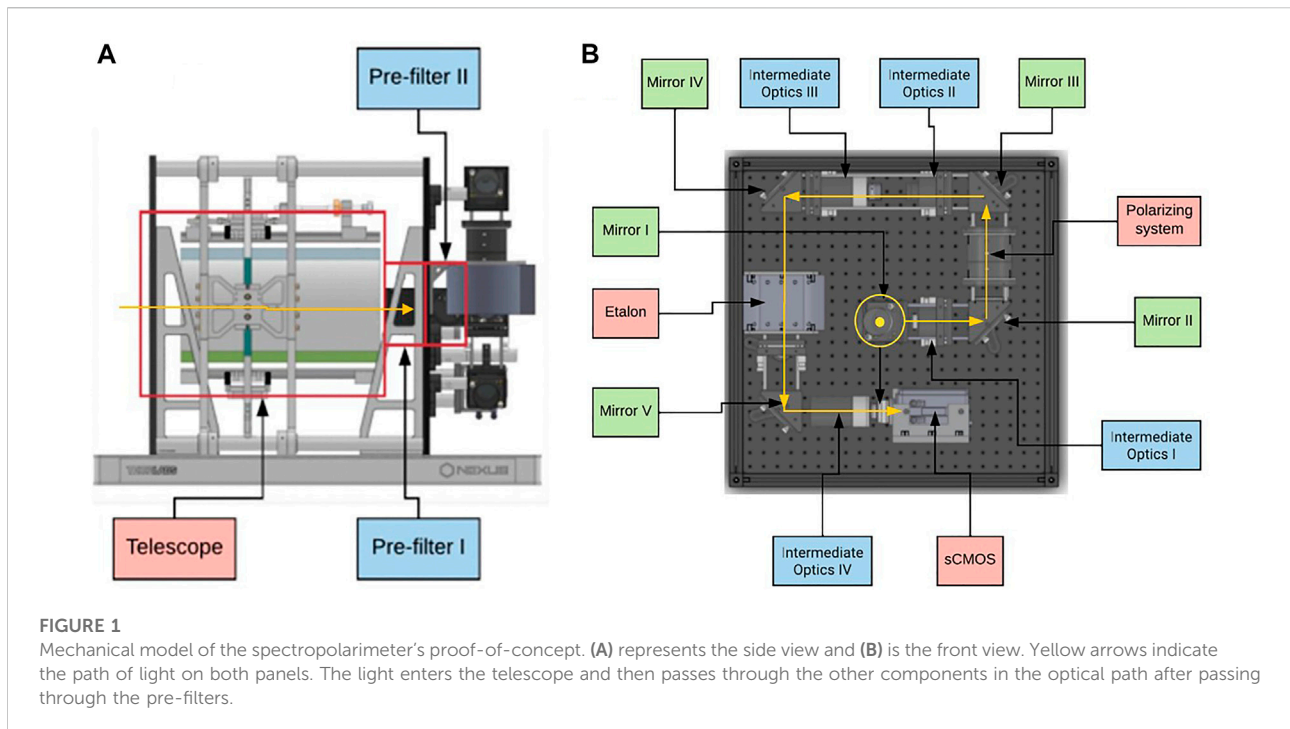 A
Pre-filter II
Telescope
Pre-filter I
B
Mirror IV
Intermediate
Optics III
Intermediate
Optics II
Mirror III
Mirror I
Polarizing
system
Etalon
Mirror II
Mirror V
Intermediate
Optics I
Intermediate
Optics IV
sCMOS
FIGURE 1
Mechanical model of the spectropolarimeter’s proof-of-concept. (A) represents the side view and (B) is the front view. Yellow arrows indicate
the path of light on both panels. The light enters the telescope and then passes through the other components in the optical path after passing
through the pre-filters.